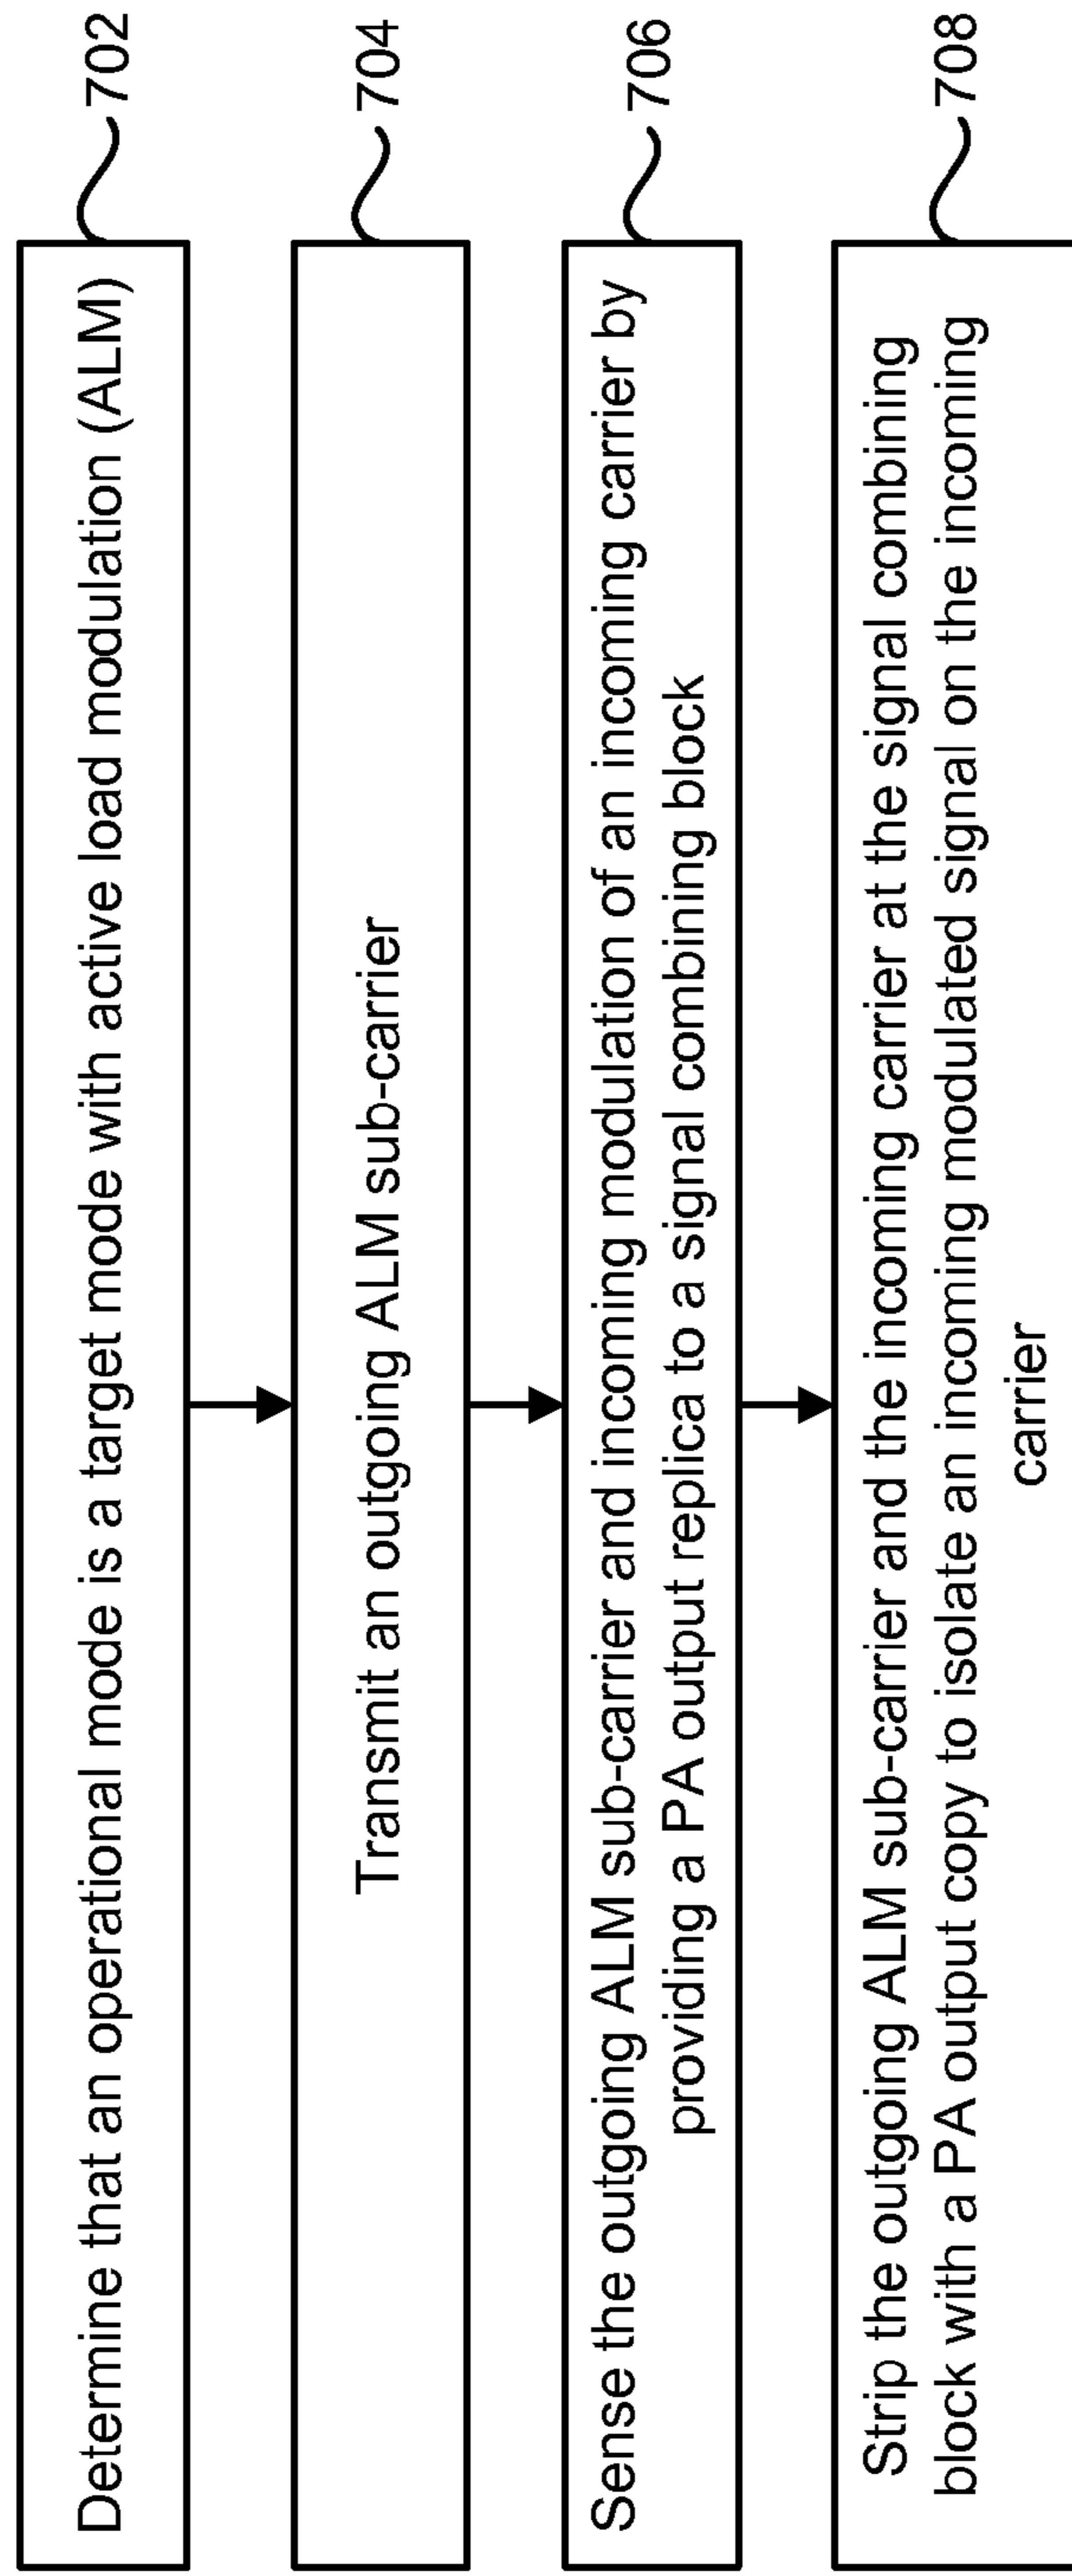 Determine that an operational mode is a target mode with active load modulation (ALM)
702
Transmit an outgoing ALM sub-carrier
704
Sense the outgoing ALM sub-carrier and incoming modulation of an incoming carrier by
providing a PA output replica to a signal combining block
706
Strip the outgoing ALM sub-carrier and the incoming carrier at the signal combining
block with a PA output copy to isolate an incoming modulated signal on the incoming
carrier
708